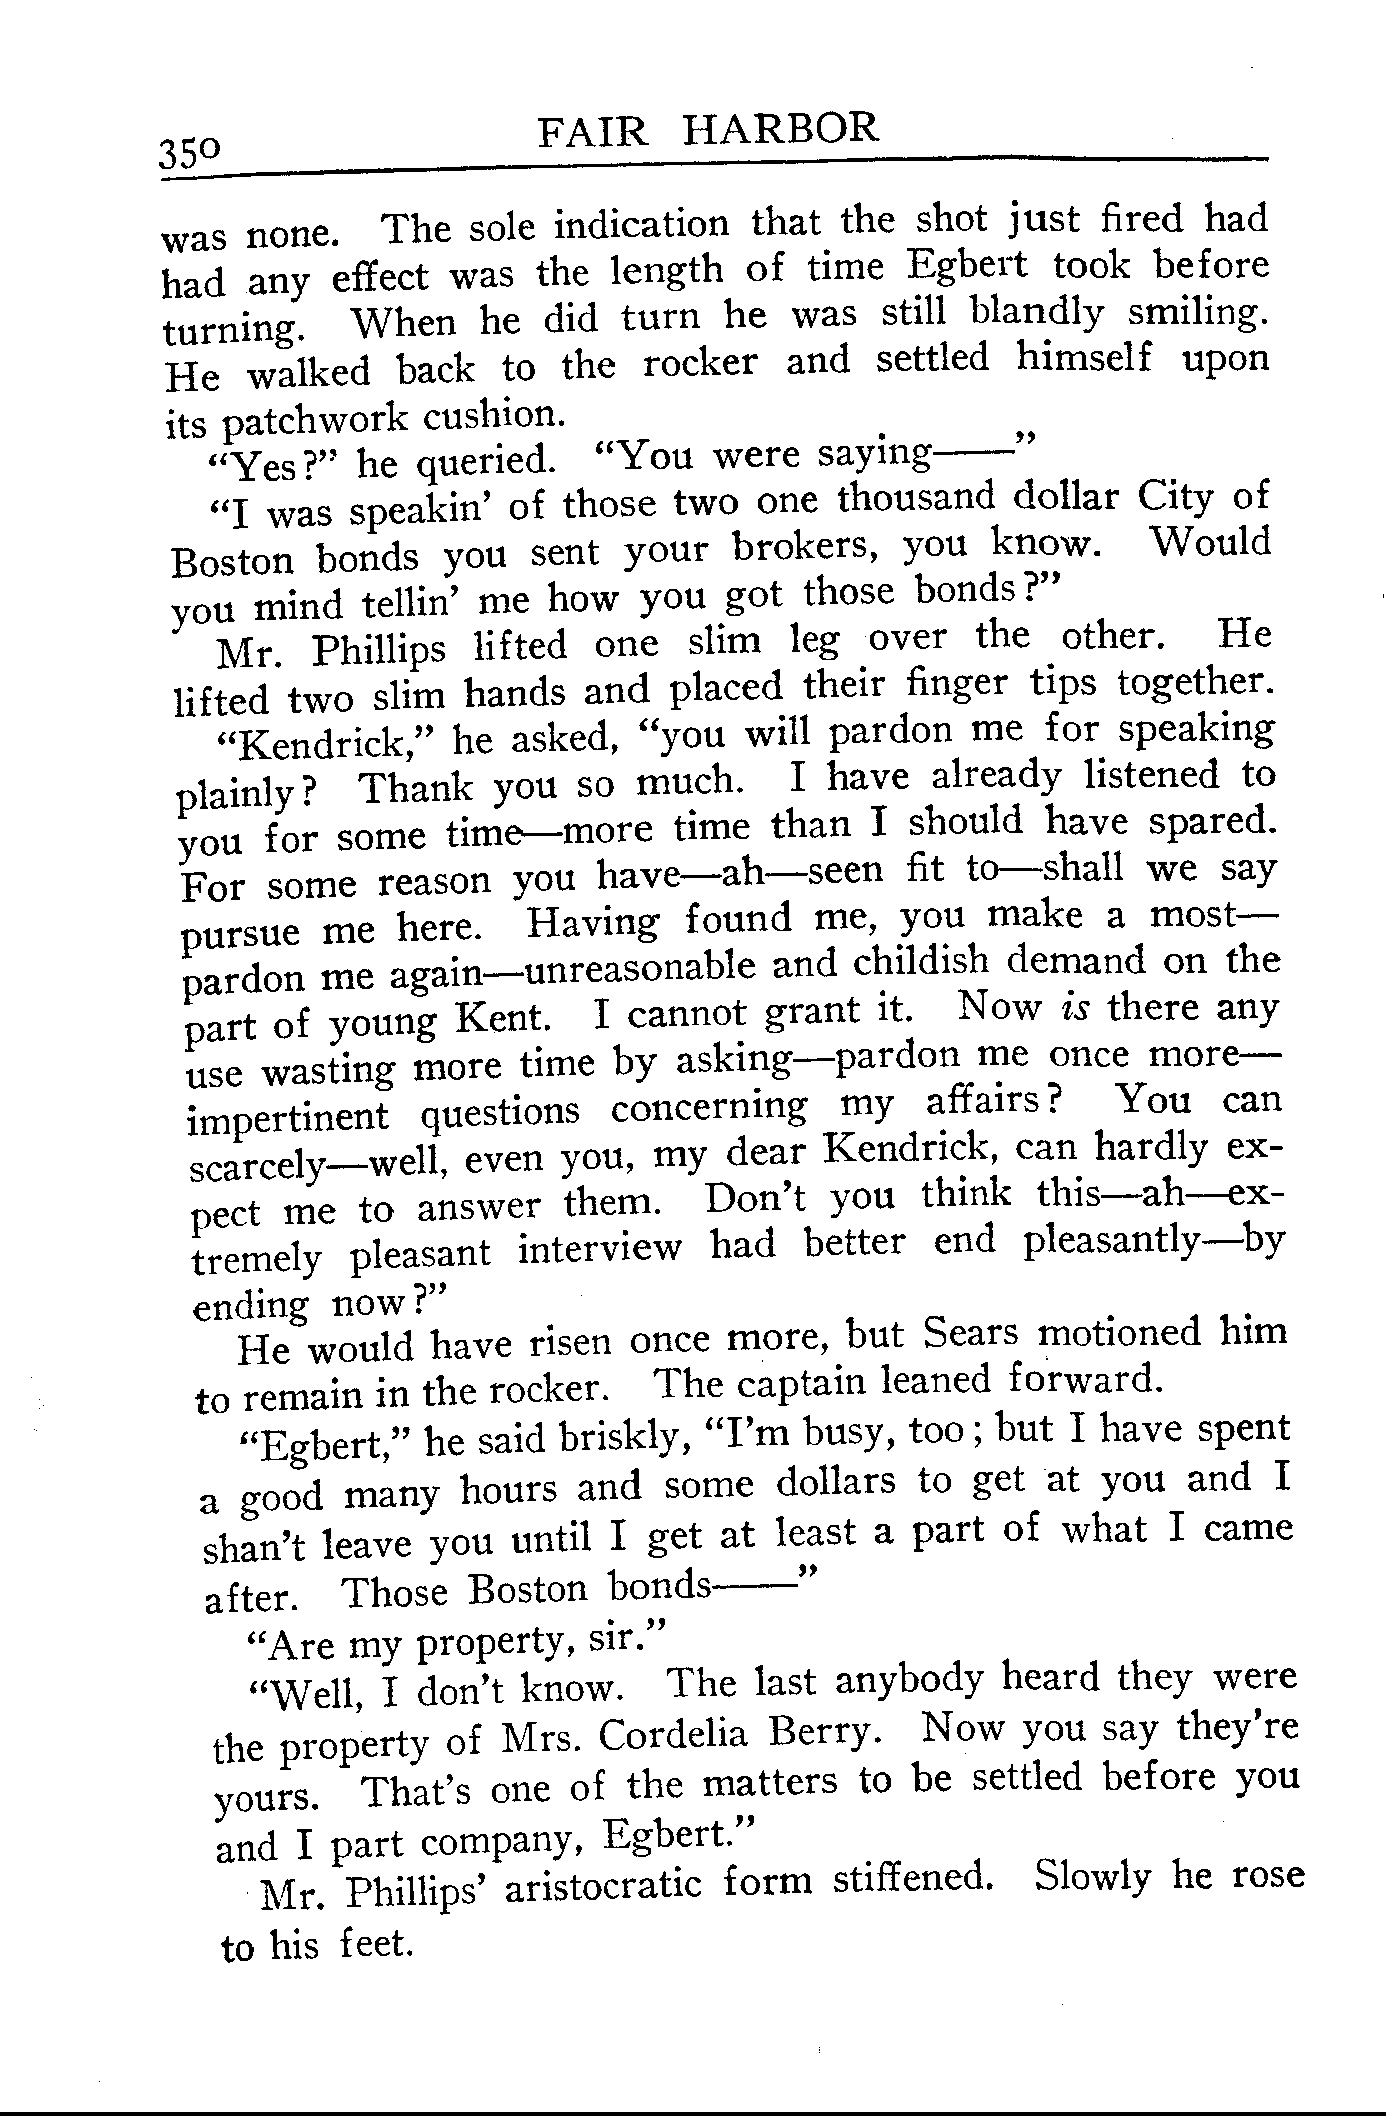 350
FAIR HARBOR
was none. The sole indication that the shot just fired had
had any effect was the length of time Egbert took before
turning. When he did turn he was still blandly smiling.
He walked back to the rocker and settled himself upon
its patchwork cushion.
“Yes?” he queried. “You were saying——”
“I was speakin’ of those two one thousand dollar City of
Boston bonds you sent your brokers, you know. Would
you mind tellin’ me how you got those bonds?”
Mr. Phillips lifted one slim leg over the other. He
lifted two slim hands and placed their finger tips together.
“Kendrick,” he asked, “you will pardon me for speaking
plainly? Thank you so much. I have already listened to
you for some time—more time than I should have spared.
For some reason you have—ah—seen fit to—shall we say
pursue me here. Having found me, you make a most—
pardon me again—unreasonable and childish demand on the
part of young Kent. I cannot grant it. Now is there any
use wasting more time by asking—pardon me once more—
impertinent questions concerning my affairs? You can
scarcely—well, even you, my dear Kendrick, can hardly ex-
pect me to answer them. Don’t you think this—ah—ex-
tremely pleasant interview had better end pleasantly—by
ending now?”
He would have risen once more, but Sears motioned him
to remain in the rocker. The captain leaned forward.
“Egbert,” he said briskly, “I’m busy, too; but I have spent
a good many hours and some dollars to get at you and I
shan’t leave you until I get at least a part of what I came
after. Those Boston bonds——”
“Are my property, sir.”
“Well, I don’t know. The last anybody heard they were
the property of Mrs. Cordelia Berry. Now you say they’re
yours. That’s one of the matters to be settled before you
and I part company, Egbert.”
Mr. Phillips’ aristocratic form stiffened. Slowly he rose
to his feet.